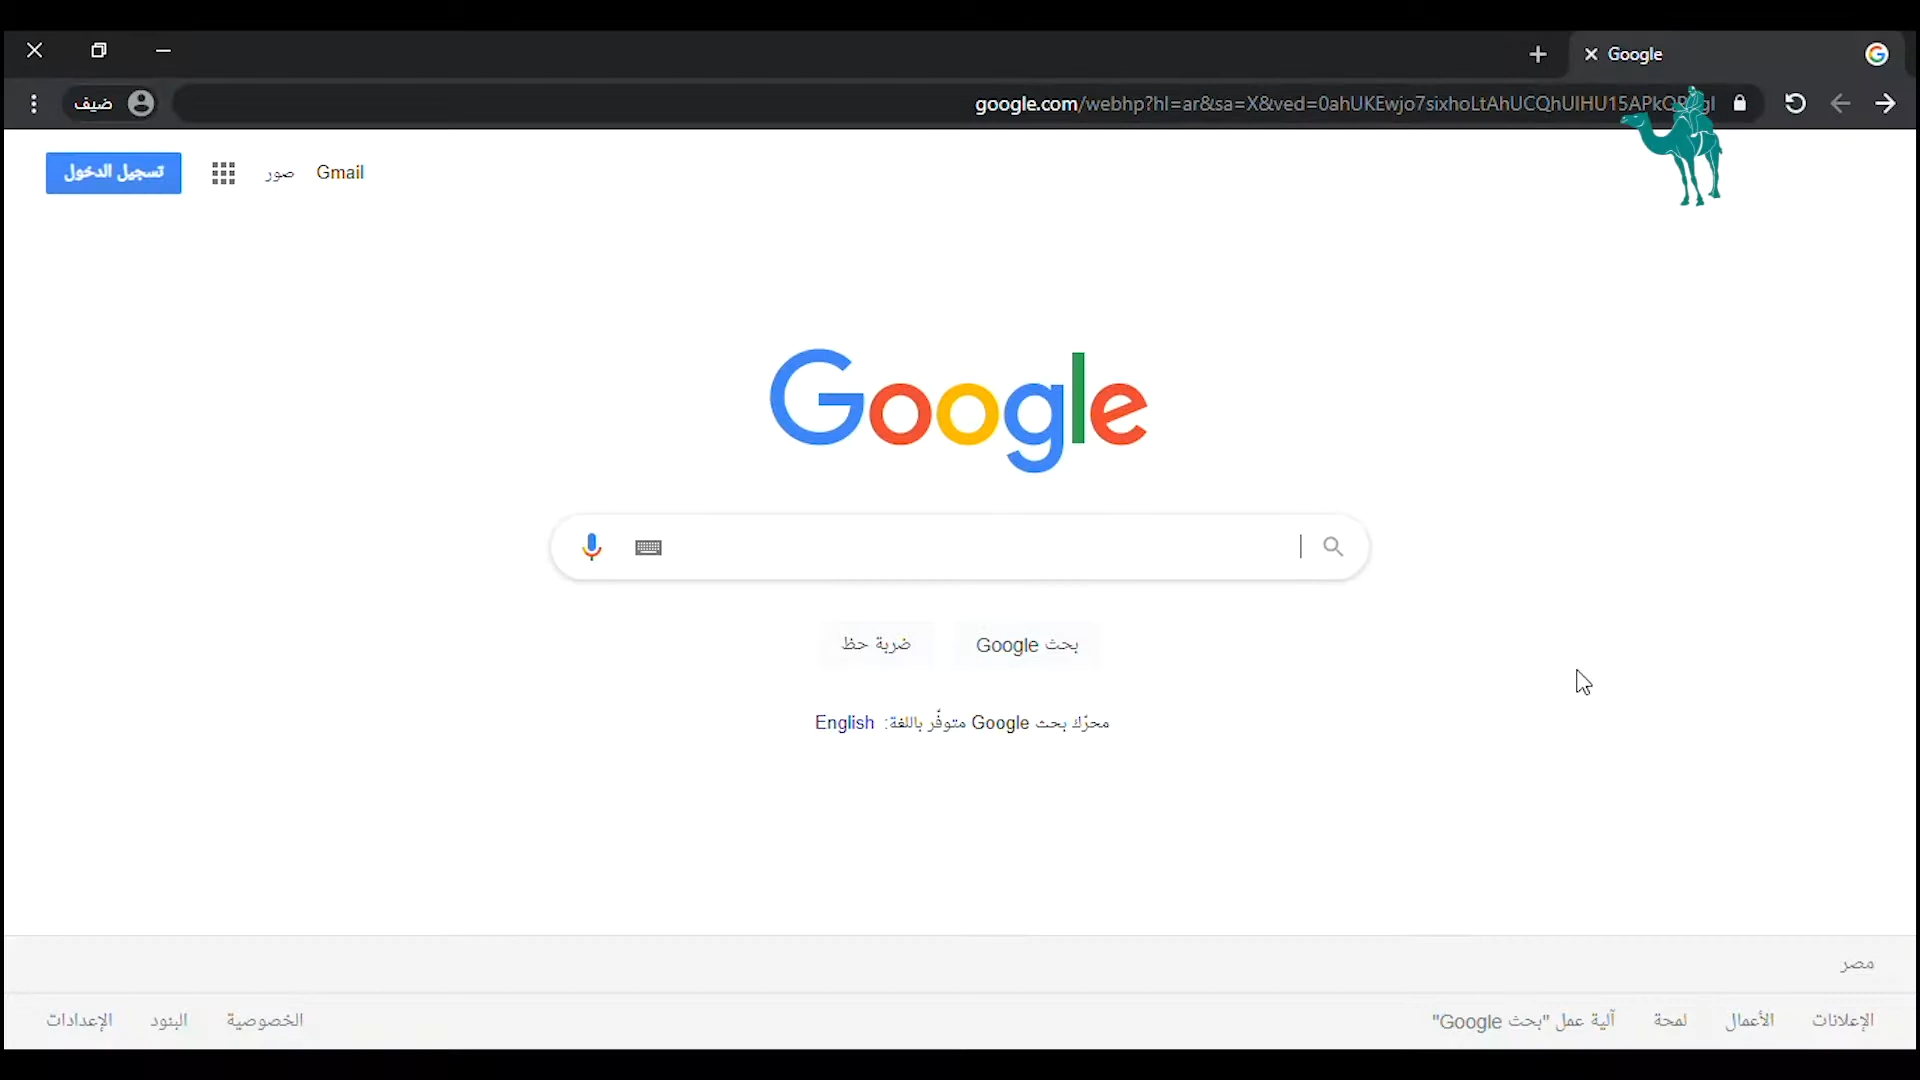 Google
ضيف
google.com/webhp?hl=ar&sa=X&ved=0ahUKEwjo7sixhoLtAhUCQhUIHU15APkQ
Gmail
صور
تسجيل الدخول
Google
بحث Google
ضربة حظ
محرّك بحث Google متوفّر باللغة: English
مصر
الإعلانات
الأعمال
لمحة
آلية عمل "بحث Google"
الخصوصية
البنود
الإعدادات